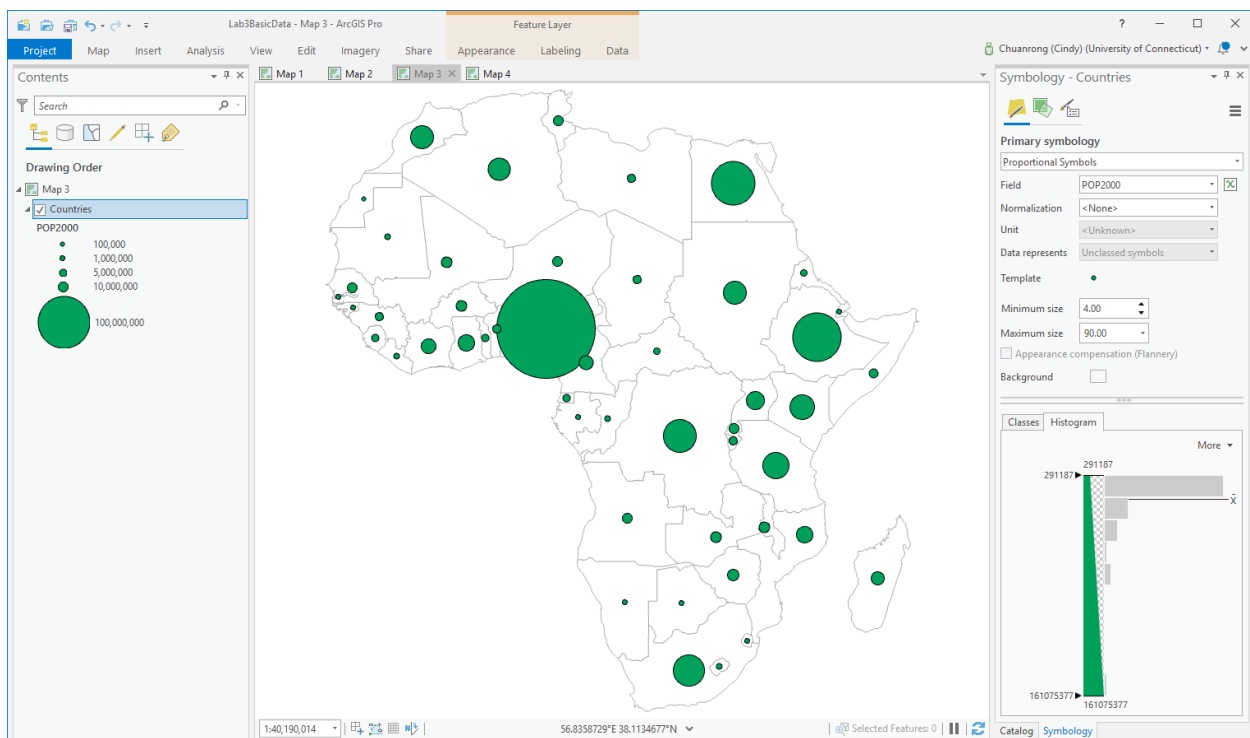 Lab3BasicData - Map 3 - ArcGIS Pro
Feature Layer
?
Project Map Insert Analysis View Edit Imagery Share Appearance Labeling Data
Chuanrong (Cindy) (University of Connecticut)
Contents
Search
Drawing Order
Map 3
Countries
POP2000
100,000
1,000,000
5,000,000
10,000,000
100,000,000
Map 1 Map 2 Map 3 Map 4
1:40,190,014
56.8358729°E 38.1134677°N
Selected Features: 0
Symbology - Countries
Primary symbology
Proportional Symbols
Field POP2000
Normalization <None>
Unit <Unknown>
Data represents Unclassed symbols
Template
Minimum size 4.00
Maximum size 90.00
Appearance compensation (Flannery)
Background
Classes Histogram
More
291187
291187
x̄
161075377
161075377
Catalog Symbology